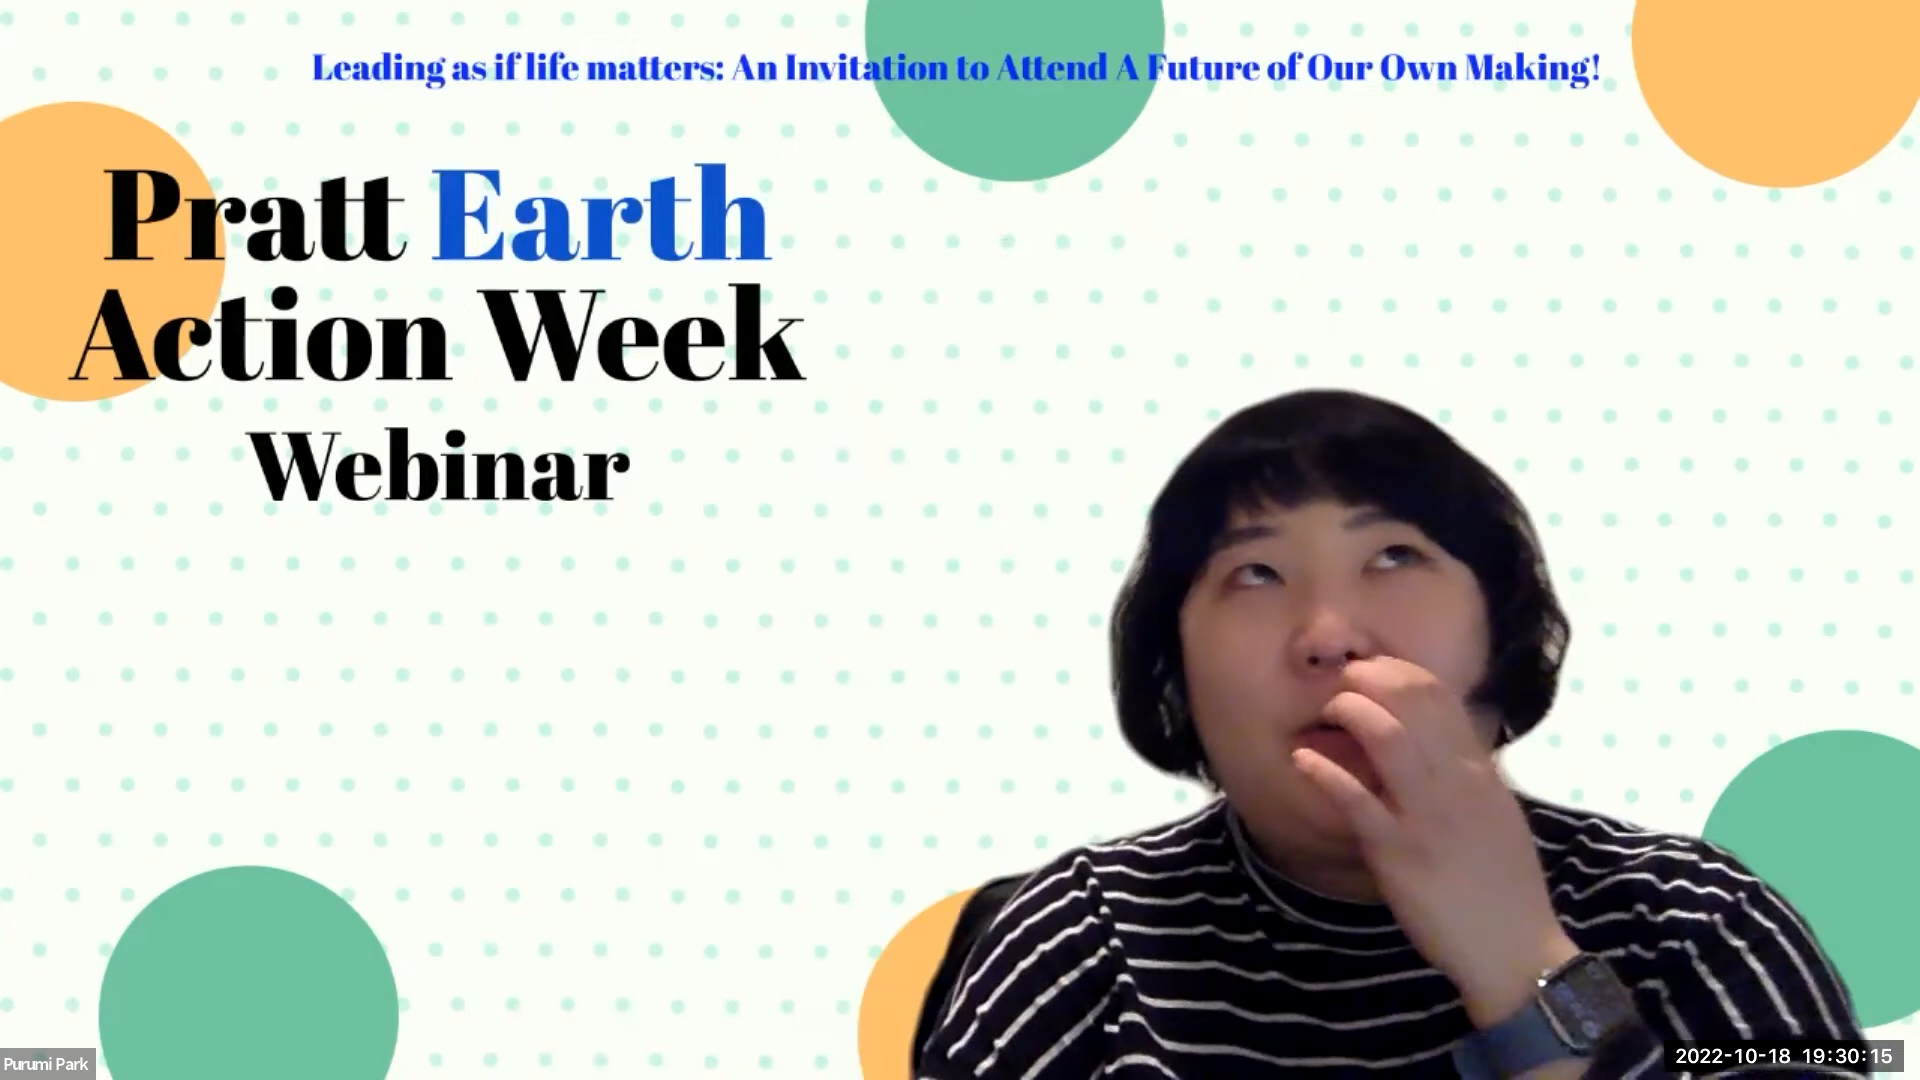 Leading as if life matters: An Invitation to Attend A Future of Our Own Making!
Pratt Earth
Action Week
Webinar
Purumi Park
2022-10-18 19:30:15